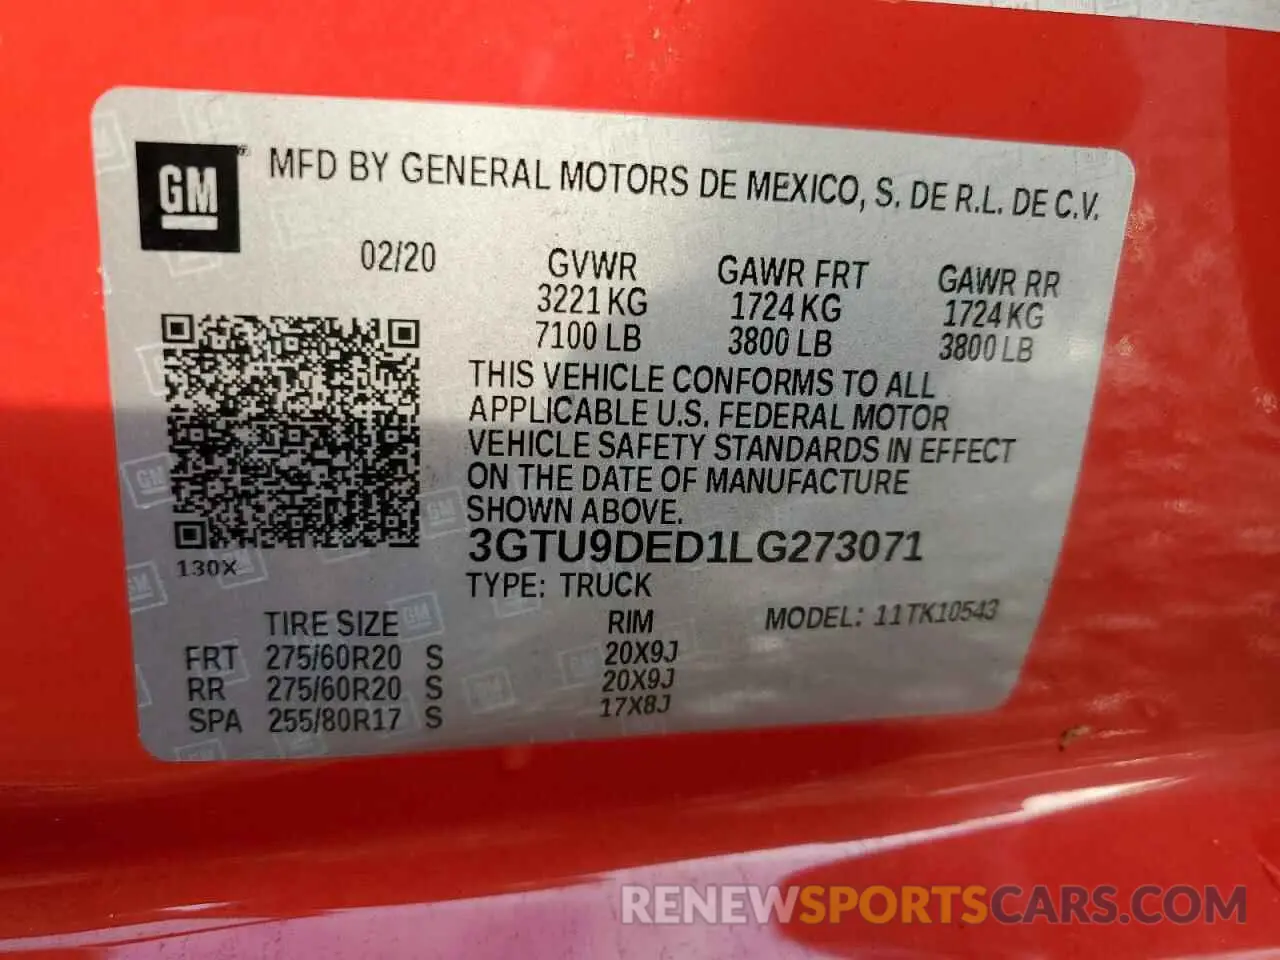 GM
MFD BY GENERAL MOTORS DE MEXICO, S. DE R.L. DE C.V.
02/20
GVWR
3221 KG
7100 LB
GAWR FRT
1724 KG
3800 LB
GAWR RR
1724 KG
3800 LB
THIS VEHICLE CONFORMS TO ALL
APPLICABLE U.S. FEDERAL MOTOR
VEHICLE SAFETY STANDARDS IN EFFECT
ON THE DATE OF MANUFACTURE
SHOWN ABOVE.
130X
3GTU9DED1LG273071
TYPE: TRUCK
MODEL: 11TK10543
TIRE SIZE RIM
FRT 275/60R20 S 20X9J
RR 275/60R20 S 20X9J
SPA 255/80R17 S 17X8J
RENEWSPORTSCARS.COM